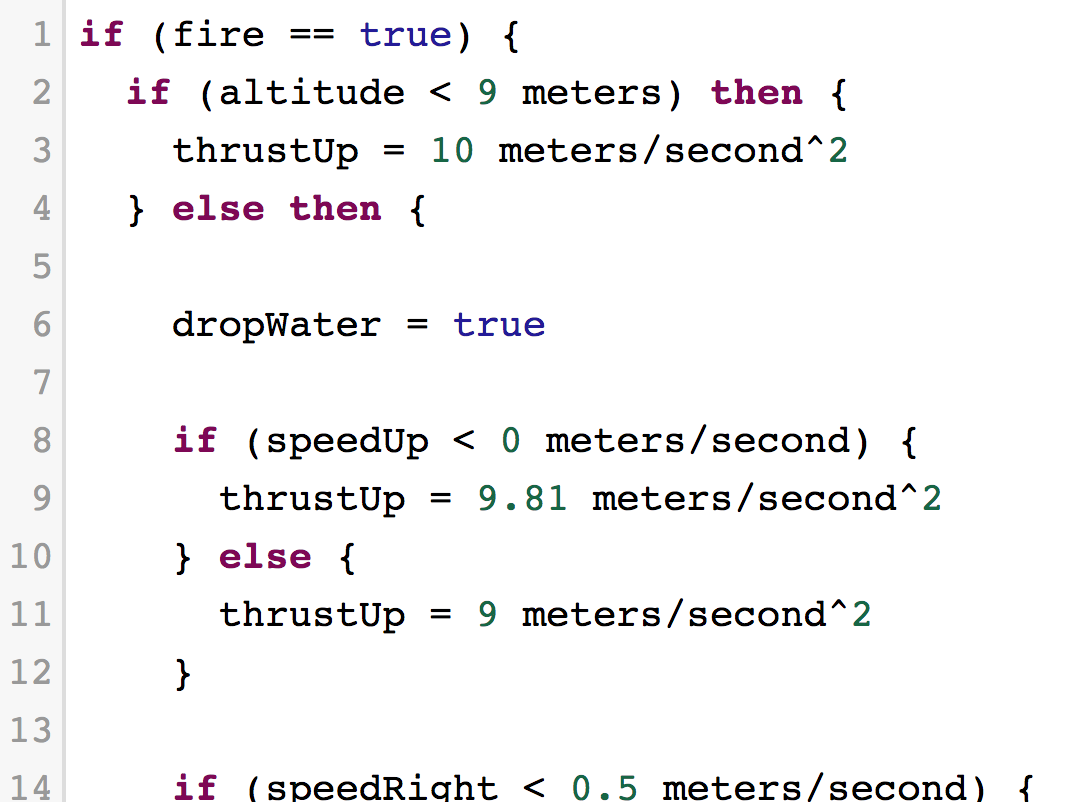 1 if (fire == true) {
2 if (altitude < 9 meters) then {
3 thrustUp = 10 meters/second^2
4 } else then {
5
6 dropWater = true
7
8 if (speedUp < 0 meters/second) {
9 thrustUp = 9.81 meters/second^2
10 } else {
11 thrustUp = 9 meters/second^2
12 }
13
14 if (speedRight < 0.5 meters/second) {